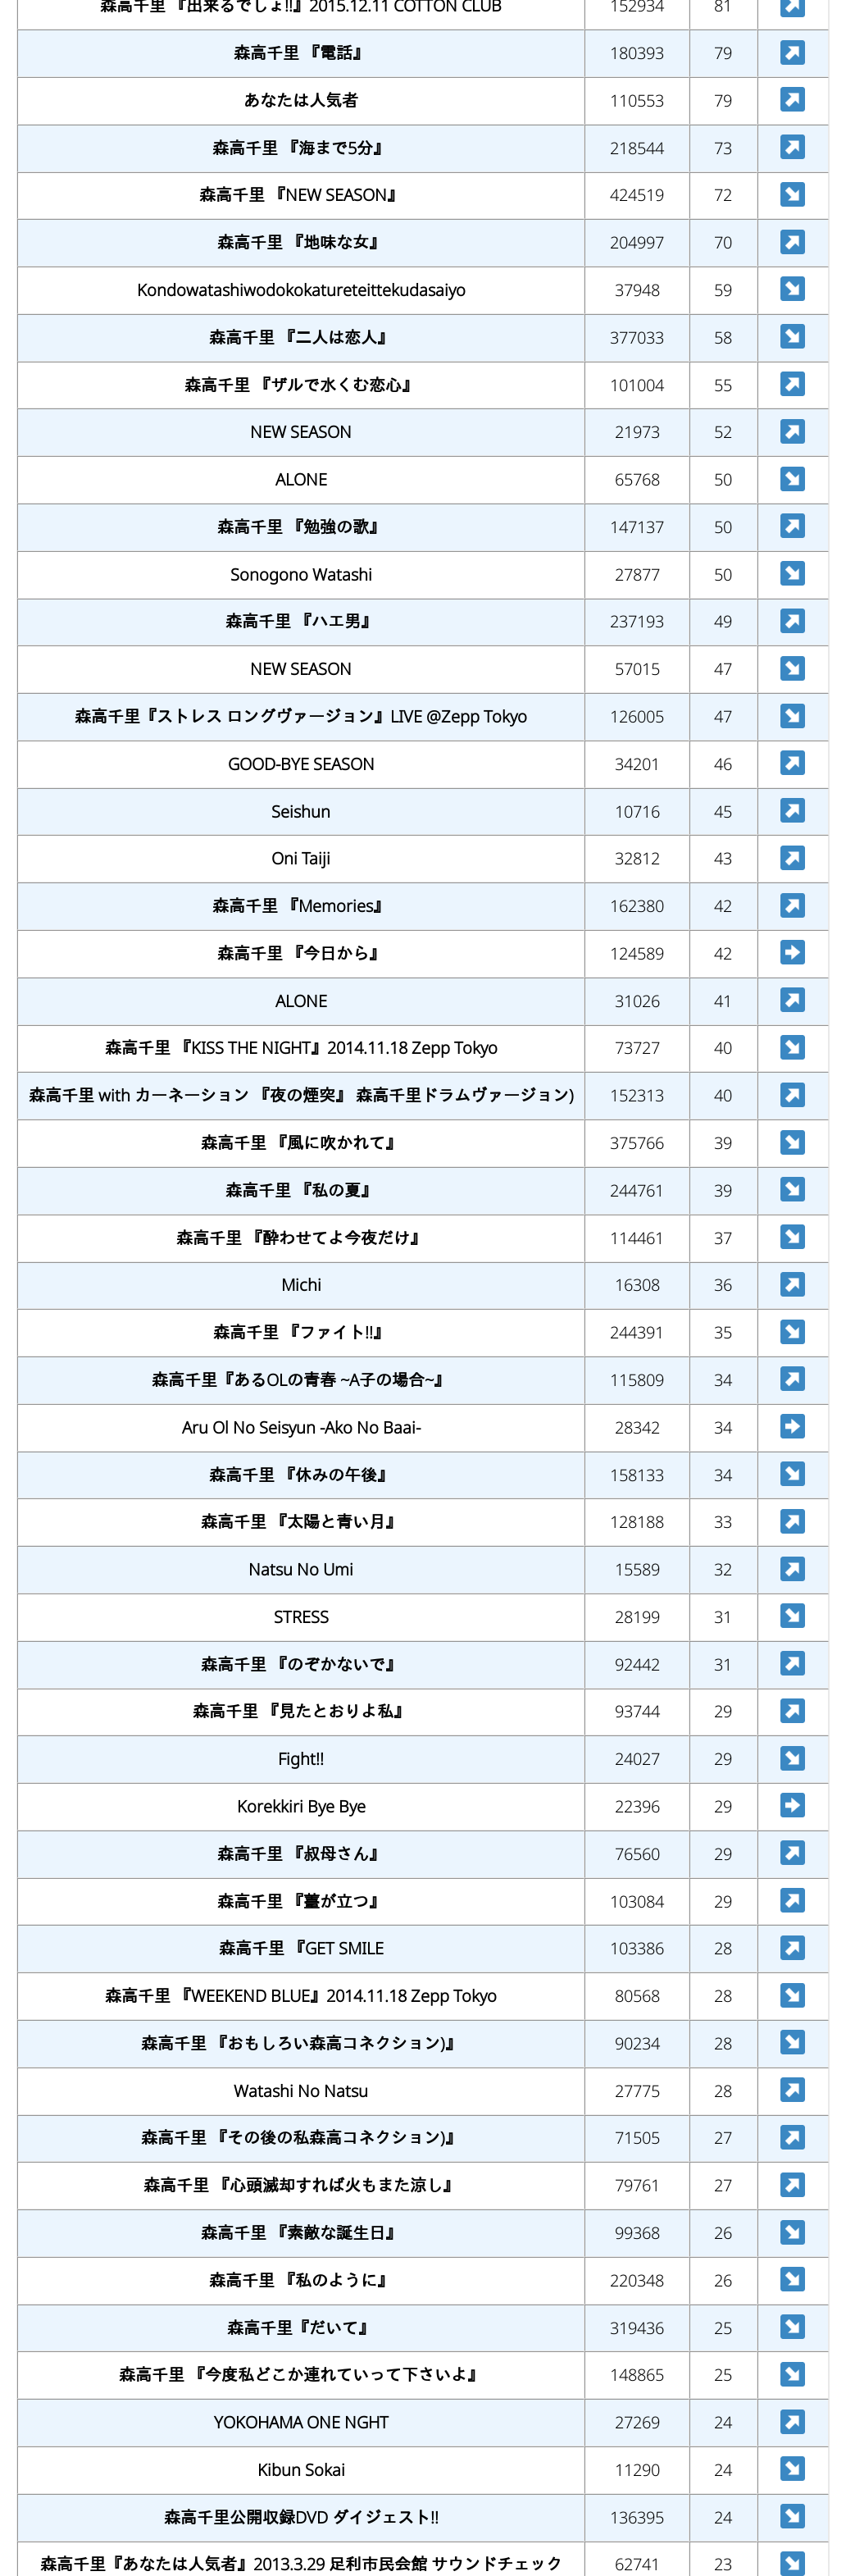 森高千里 『出来るでしょ!!』2015.12.11 COTTON CLUB 152934 81
森高千里 『電話』 180393 79
あなたは人気者 110553 79
森高千里 『海まで5分』 218544 73
森高千里 『NEW SEASON』 424519 72
森高千里 『地味な女』 204997 70
Kondowatashiwodokokatureteittekudasaiyo 37948 59
森高千里 『二人は恋人』 377033 58
森高千里 『ザルで水くむ恋心』 101004 55
NEW SEASON 21973 52
ALONE 65768 50
森高千里 『勉強の歌』 147137 50
Sonogono Watashi 27877 50
森高千里 『ハエ男』 237193 49
NEW SEASON 57015 47
森高千里『ストレス ロングヴァージョン』LIVE @Zepp Tokyo 126005 47
GOOD-BYE SEASON 34201 46
Seishun 10716 45
Oni Taiji 32812 43
森高千里 『Memories』 162380 42
森高千里 『今日から』 124589 42
ALONE 31026 41
森高千里 『KISS THE NIGHT』2014.11.18 Zepp Tokyo 73727 40
森高千里 with カーネーション 『夜の煙突』 森高千里ドラムヴァージョン) 152313 40
森高千里 『風に吹かれて』 375766 39
森高千里 『私の夏』 244761 39
森高千里 『酔わせてよ今夜だけ』 114461 37
Michi 16308 36
森高千里 『ファイト!!』 244391 35
森高千里『あるOLの青春 ~A子の場合~』 115809 34
Aru Ol No Seisyun -Ako No Baai- 28342 34
森高千里 『休みの午後』 158133 34
森高千里 『太陽と青い月』 128188 33
Natsu No Umi 15589 32
STRESS 28199 31
森高千里 『のぞかないで』 92442 31
森高千里 『見たとおりよ私』 93744 29
Fight!! 24027 29
Korekkiri Bye Bye 22396 29
森高千里 『叔母さん』 76560 29
森高千里 『薹が立つ』 103084 29
森高千里 『GET SMILE 103386 28
森高千里 『WEEKEND BLUE』2014.11.18 Zepp Tokyo 80568 28
森高千里 『おもしろい森高コネクション)』 90234 28
Watashi No Natsu 27775 28
森高千里 『その後の私森高コネクション)』 71505 27
森高千里 『心頭滅却すれば火もまた涼し』 79761 27
森高千里 『素敵な誕生日』 99368 26
森高千里 『私のように』 220348 26
森高千里『だいて』 319436 25
森高千里 『今度私どこか連れていって下さいよ』 148865 25
YOKOHAMA ONE NGHT 27269 24
Kibun Sokai 11290 24
森高千里公開収録DVD ダイジェスト!! 136395 24
森高千里『あなたは人気者』2013.3.29 足利市民会館 サウンドチェック 62741 23